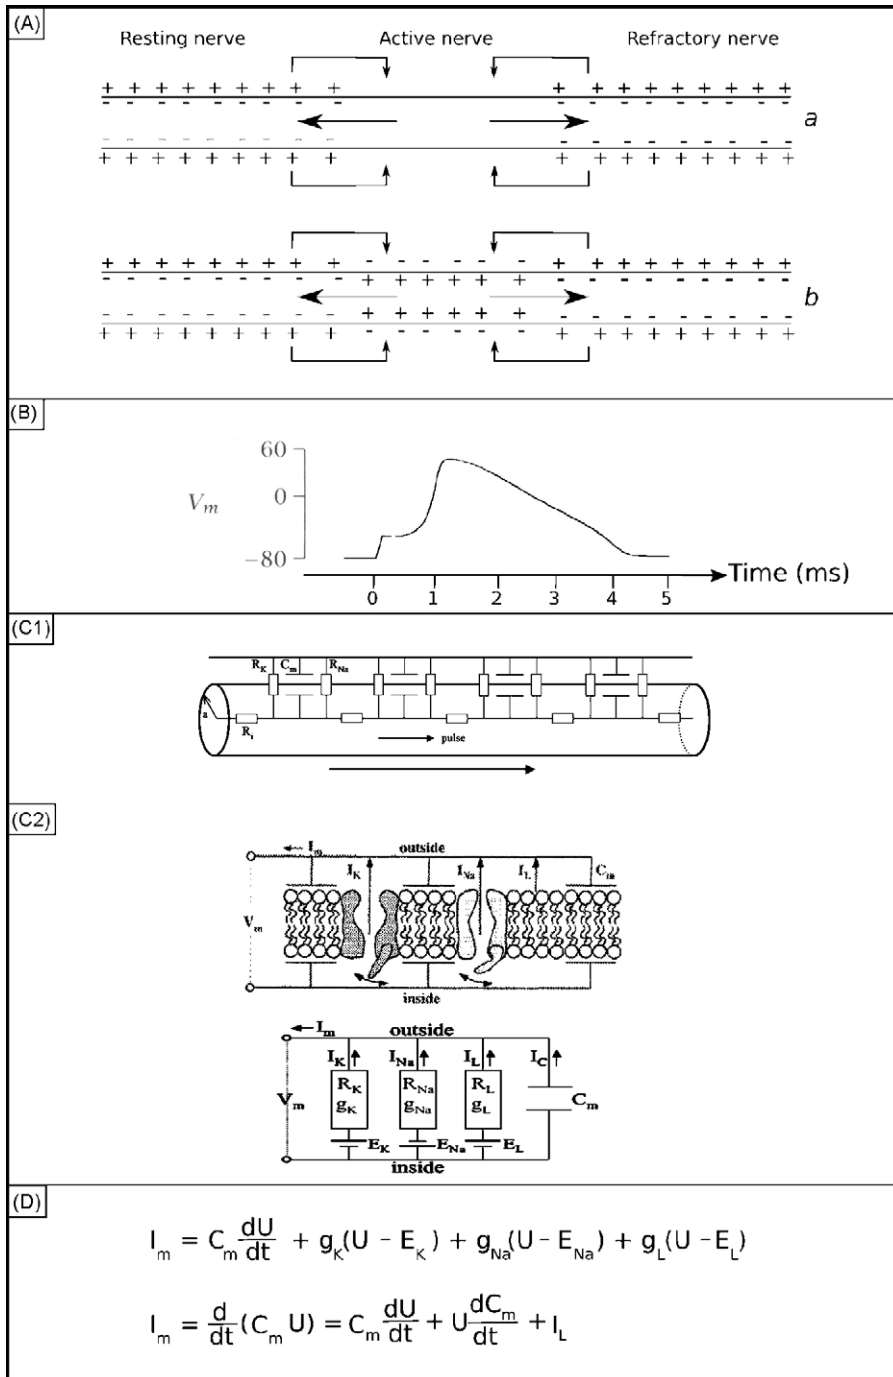 (A)
Resting nerve Active nerve Refractory nerve
+ + + + + + + + + + + + + + + + + +
- - - - - - - - - - - - - - - - - -
a
- - - - - - - - - - - - - - - - - -
+ + + + + + + + + + + + + + + + + +
+ + + + + + + + + - - - - - + + + + + + + + +
- - - - - - - - - + + + + + - - - - - - - - -
b
- - - - - - - - - + + + + + - - - - - - - - -
+ + + + + + + + + - - - - - + + + + + + + + +
(B)
60
V_m 0
−80
Time (ms)
0 1 2 3 4 5
(C1)
R_K C_m R_Na
a
R_i
pulse
(C2)
I_m outside
I_K I_Na I_L C_m
V_m
inside
I_m outside
I_K I_Na I_L I_C
R_K R_Na R_L
V_m g_K g_Na g_L C_m
E_K E_Na E_L
inside
(D)
I_m = C_m dU/dt + g_K(U - E_K) + g_Na(U - E_Na) + g_L(U - E_L)
I_m = d/dt (C_m U) = C_m dU/dt + U dC_m/dt + I_L